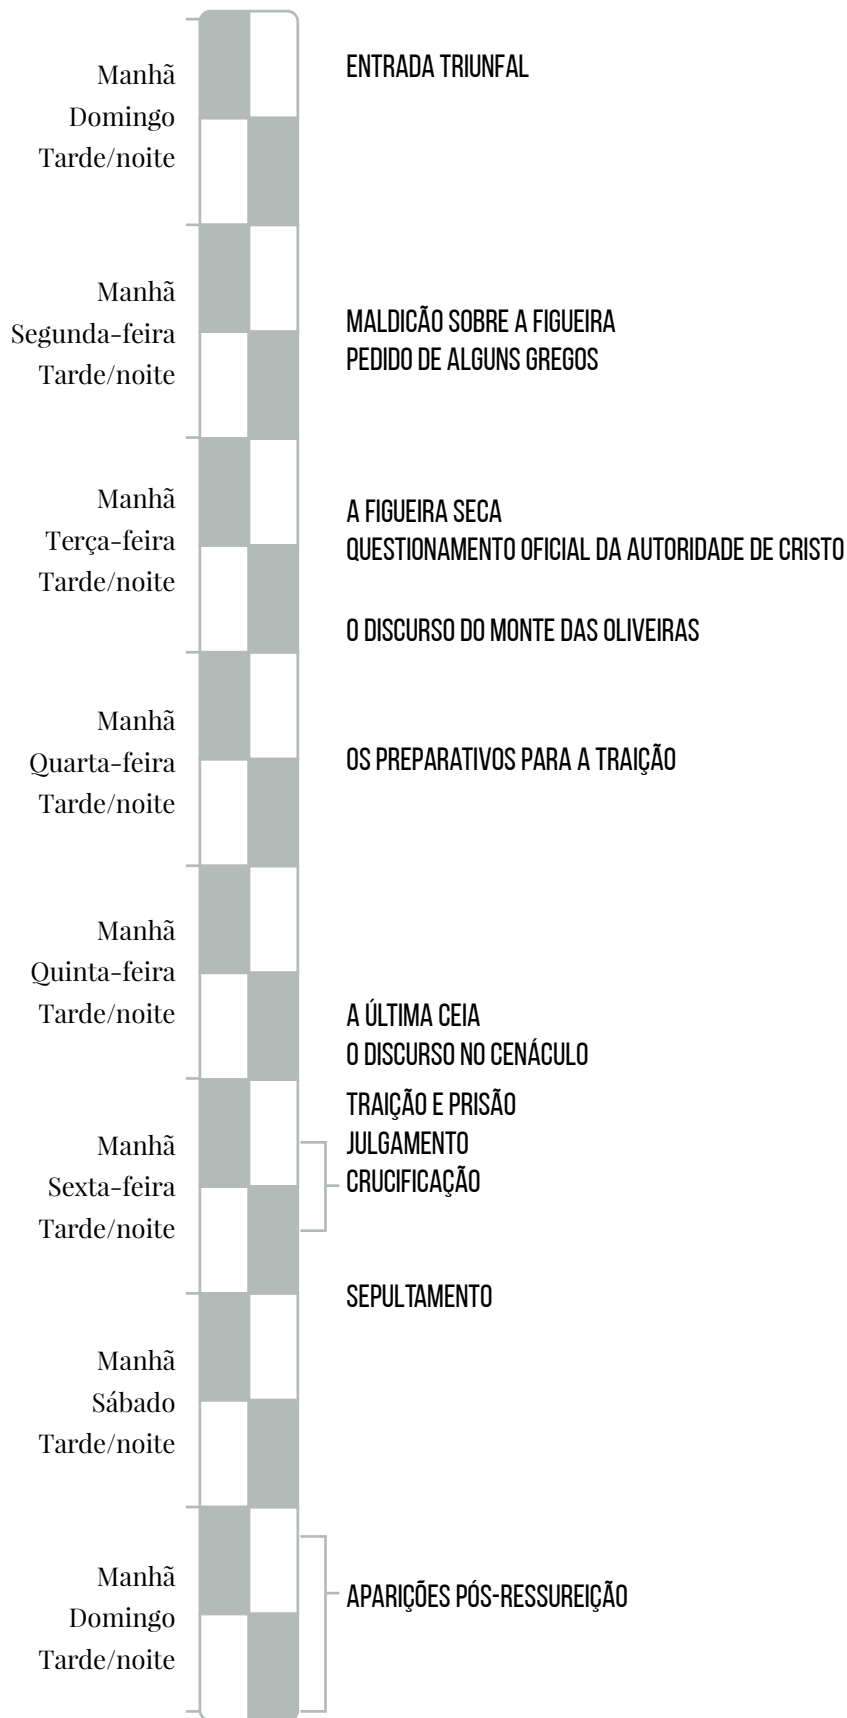 Manhã
Domingo
Tarde/noite
ENTRADA TRIUNFAL
Manhã
Segunda-feira
Tarde/noite
MALDICÃO SOBRE A FIGUEIRA
PEDIDO DE ALGUNS GREGOS
Manhã
Terça-feira
Tarde/noite
A FIGUEIRA SECA
QUESTIONAMENTO OFICIAL DA AUTORIDADE DE CRISTO
O DISCURSO DO MONTE DAS OLIVEIRAS
Manhã
Quarta-feira
Tarde/noite
OS PREPARATIVOS PARA A TRAIÇÃO
Manhã
Quinta-feira
Tarde/noite
A ÚLTIMA CEIA
O DISCURSO NO CENÁCULO
Manhã
Sexta-feira
Tarde/noite
TRAIÇÃO E PRISÃO
JULGAMENTO
CRUCIFICAÇÃO
SEPULTAMENTO
Manhã
Sábado
Tarde/noite
Manhã
Domingo
Tarde/noite
APARIÇÕES PÓS-RESSUREIÇÃO